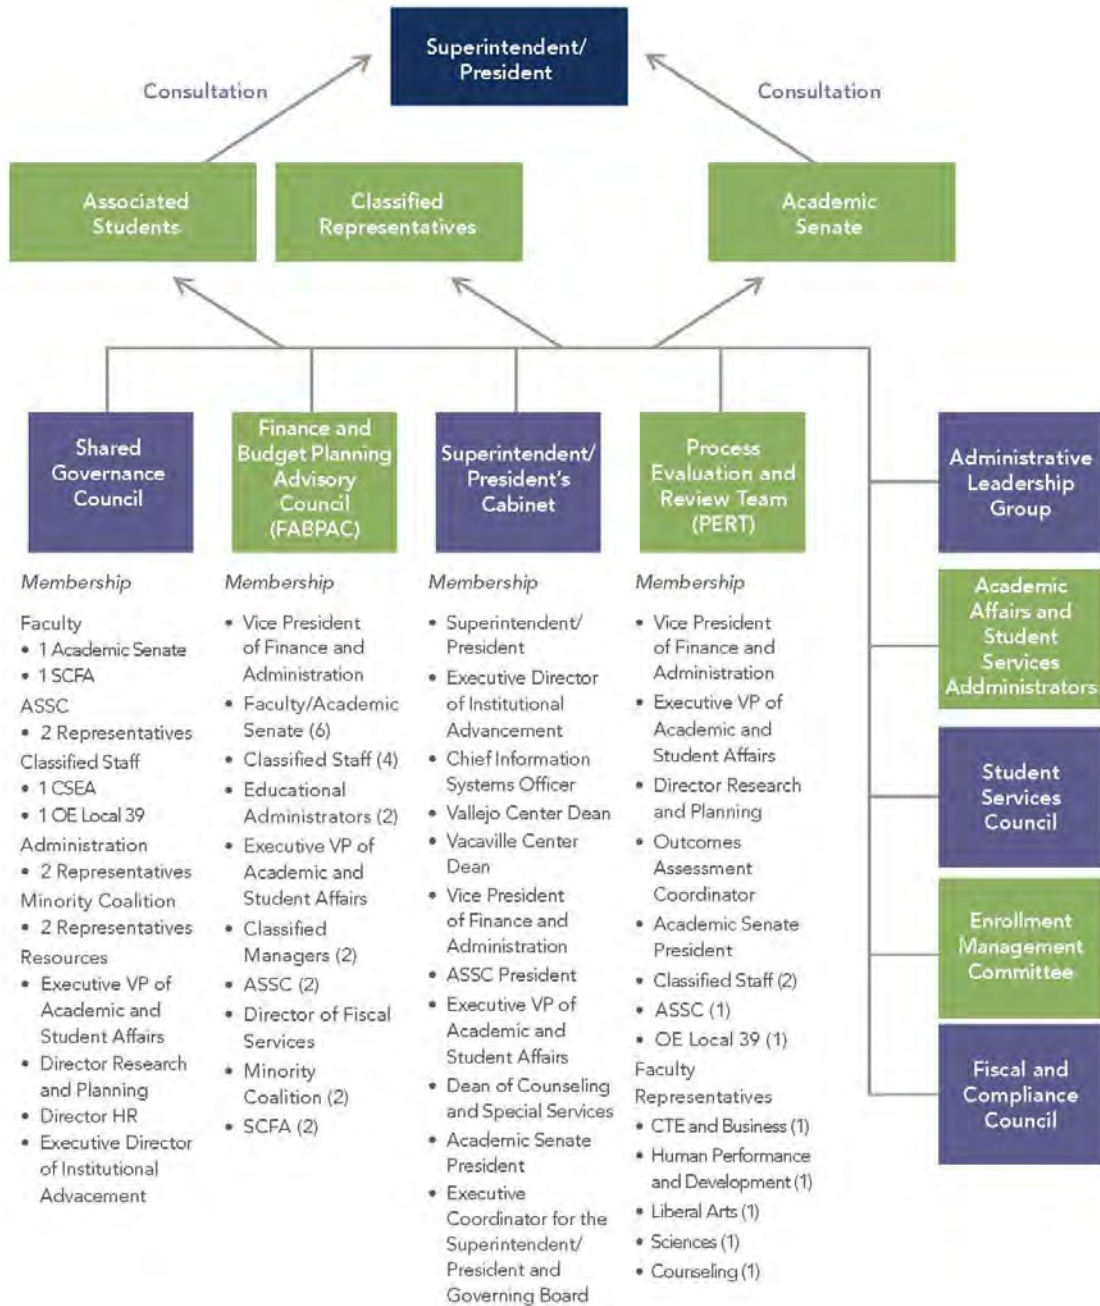 Superintendent/
President
Consultation
Consultation
Associated
Students
Classified
Representatives
Academic
Senate
Shared
Governance
Council
Finance and
Budget Planning
Advisory
Council
(FABPAC)
Superintendent/
President's
Cabinet
Process
Evaluation and
Review Team
(PERT)
Administrative
Leadership
Group
Academic
Affairs and
Student
Services
Addministrators
Student
Services
Council
Enrollment
Management
Committee
Fiscal and
Compliance
Council
Membership
Faculty
• 1 Academic Senate
• 1 SCFA
ASSC
• 2 Representatives
Classified Staff
• 1 CSEA
• 1 OE Local 39
Administration
• 2 Representatives
Minority Coalition
• 2 Representatives
Resources
• Executive VP of
Academic and
Student Affairs
• Director Research
and Planning
• Director HR
• Executive Director
of Institutional
Advacement
Membership
• Vice President
of Finance and
Administration
• Faculty/Academic
Senate (6)
• Classified Staff (4)
• Educational
Administrators (2)
• Executive VP of
Academic and
Student Affairs
• Classified
Managers (2)
• ASSC (2)
• Director of Fiscal
Services
• Minority
Coalition (2)
• SCFA (2)
Membership
• Superintendent/
President
• Executive Director
of Institutional
Advancement
• Chief Information
Systems Officer
• Vallejo Center Dean
• Vacaville Center
Dean
• Vice President
of Finance and
Administration
• ASSC President
• Executive VP of
Academic and
Student Affairs
• Dean of Counseling
and Special Services
• Academic Senate
President
• Executive
Coordinator for the
Superintendent/
President and
Governing Board
Membership
• Vice President
of Finance and
Administration
• Executive VP of
Academic and
Student Affairs
• Director Research
and Planning
• Outcomes
Assessment
Coordinator
• Academic Senate
President
• Classified Staff (2)
• ASSC (1)
• OE Local 39 (1)
Faculty
Representatives
• CTE and Business (1)
• Human Performance
and Development (1)
• Liberal Arts (1)
• Sciences (1)
• Counseling (1)